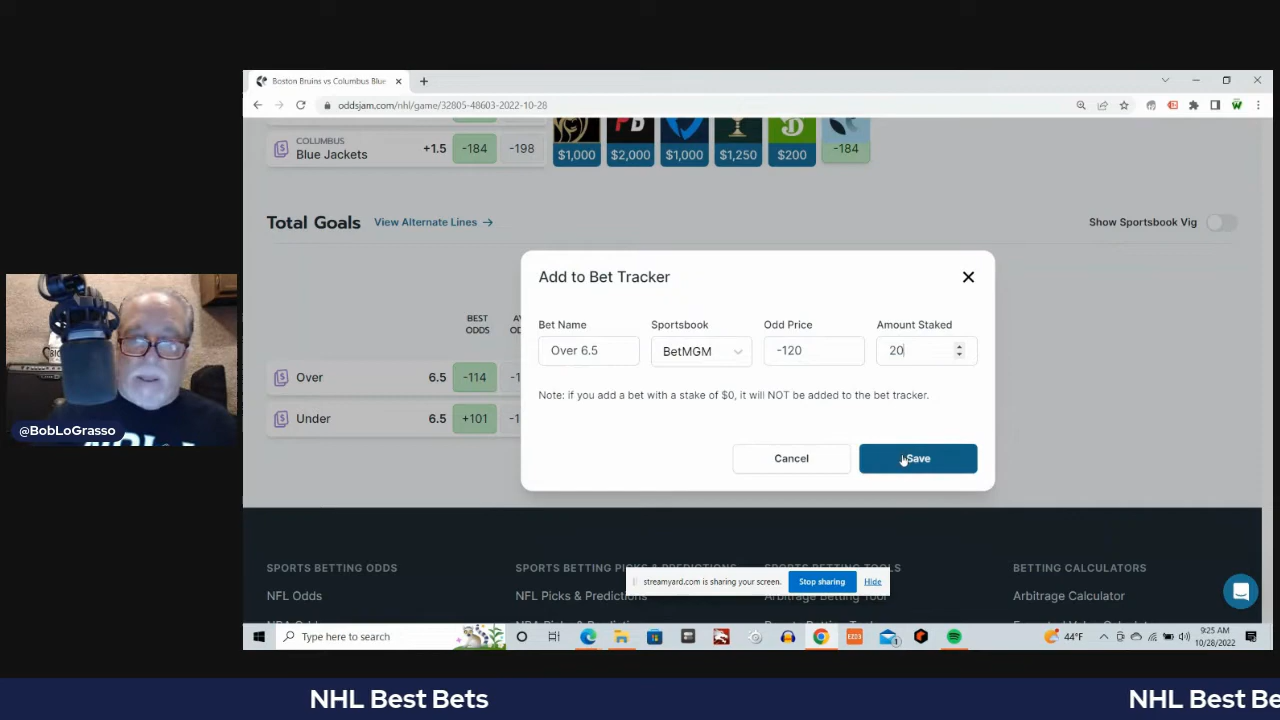 Boston Bruins vs Columbus Blue
oddsjam.com/nhl/game/32805-48603-2022-10-28
COLUMBUS
Blue Jackets
+1.5
-184
-198
$1,000
$2,000
$1,000
$1,250
$200
-184
Total Goals
View Alternate Lines →
Show Sportsbook Vig
Add to Bet Tracker
Bet Name
Sportsbook
Odd Price
Amount Staked
Over 6.5
BetMGM
-120
20
Note: if you add a bet with a stake of $0, it will NOT be added to the bet tracker.
Cancel
Save
BEST
ODDS
Over
6.5
-114
Under
6.5
+101
@BobLoGrasso
SPORTS BETTING ODDS
SPORTS BETTING PICKS & PREDICTIONS
SPORTS BETTING TOOLS
BETTING CALCULATORS
streamyard.com is sharing your screen.
Stop sharing
Hide
NFL Odds
NFL Picks & Predictions
Arbitrage Betting Tool
Arbitrage Calculator
Type here to search
44°F
9:25 AM
10/28/2022
NHL Best Bets
NHL Best Be